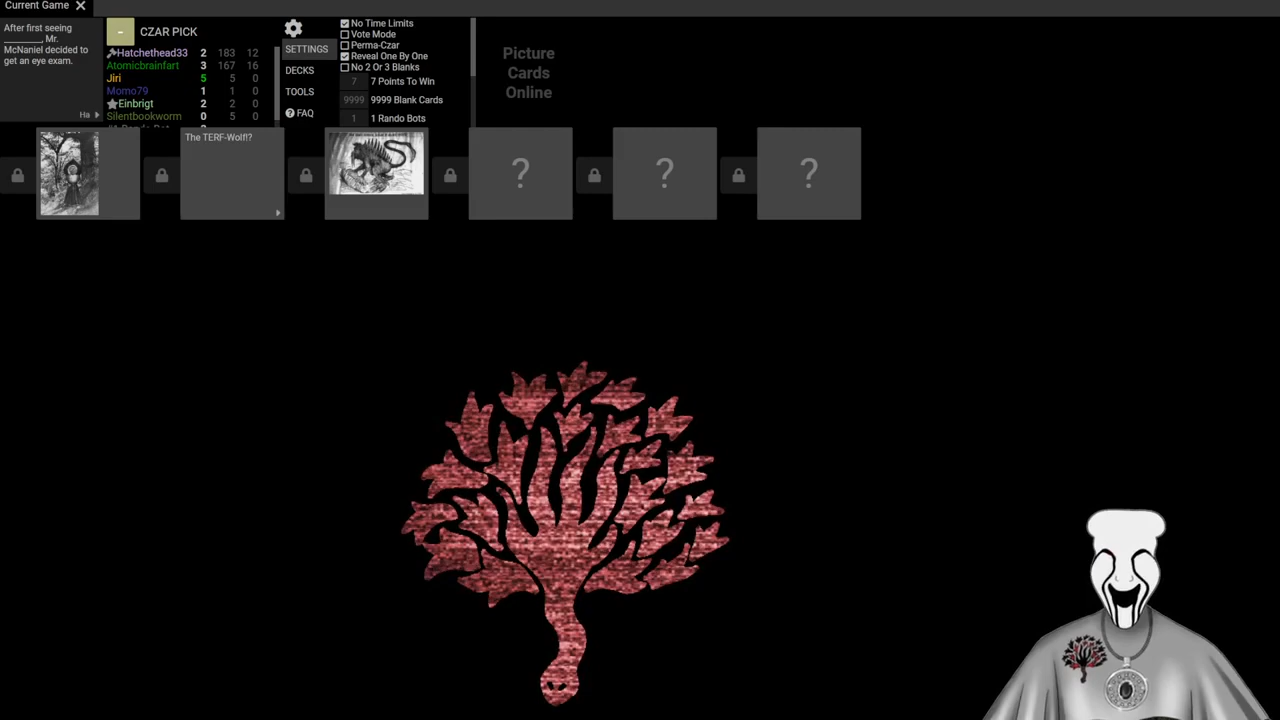 Current Game
After first seeing
________, Mr.
McNaniel decided to
get an eye exam.
Ha
-
CZAR PICK
Hatchethead33 2 183 12
Atomicbrainfart 3 167 16
Jiri 5 5 0
Momo79 1 1 0
Einbrigt 2 2 0
Silentbookworm 0 5 0
SETTINGS
DECKS
TOOLS
FAQ
No Time Limits
Vote Mode
Perma-Czar
Reveal One By One
No 2 Or 3 Blanks
7 7 Points To Win
9999 9999 Blank Cards
1 1 Rando Bots
Picture
Cards
Online
The TERF-Wolf!?
? ? ?